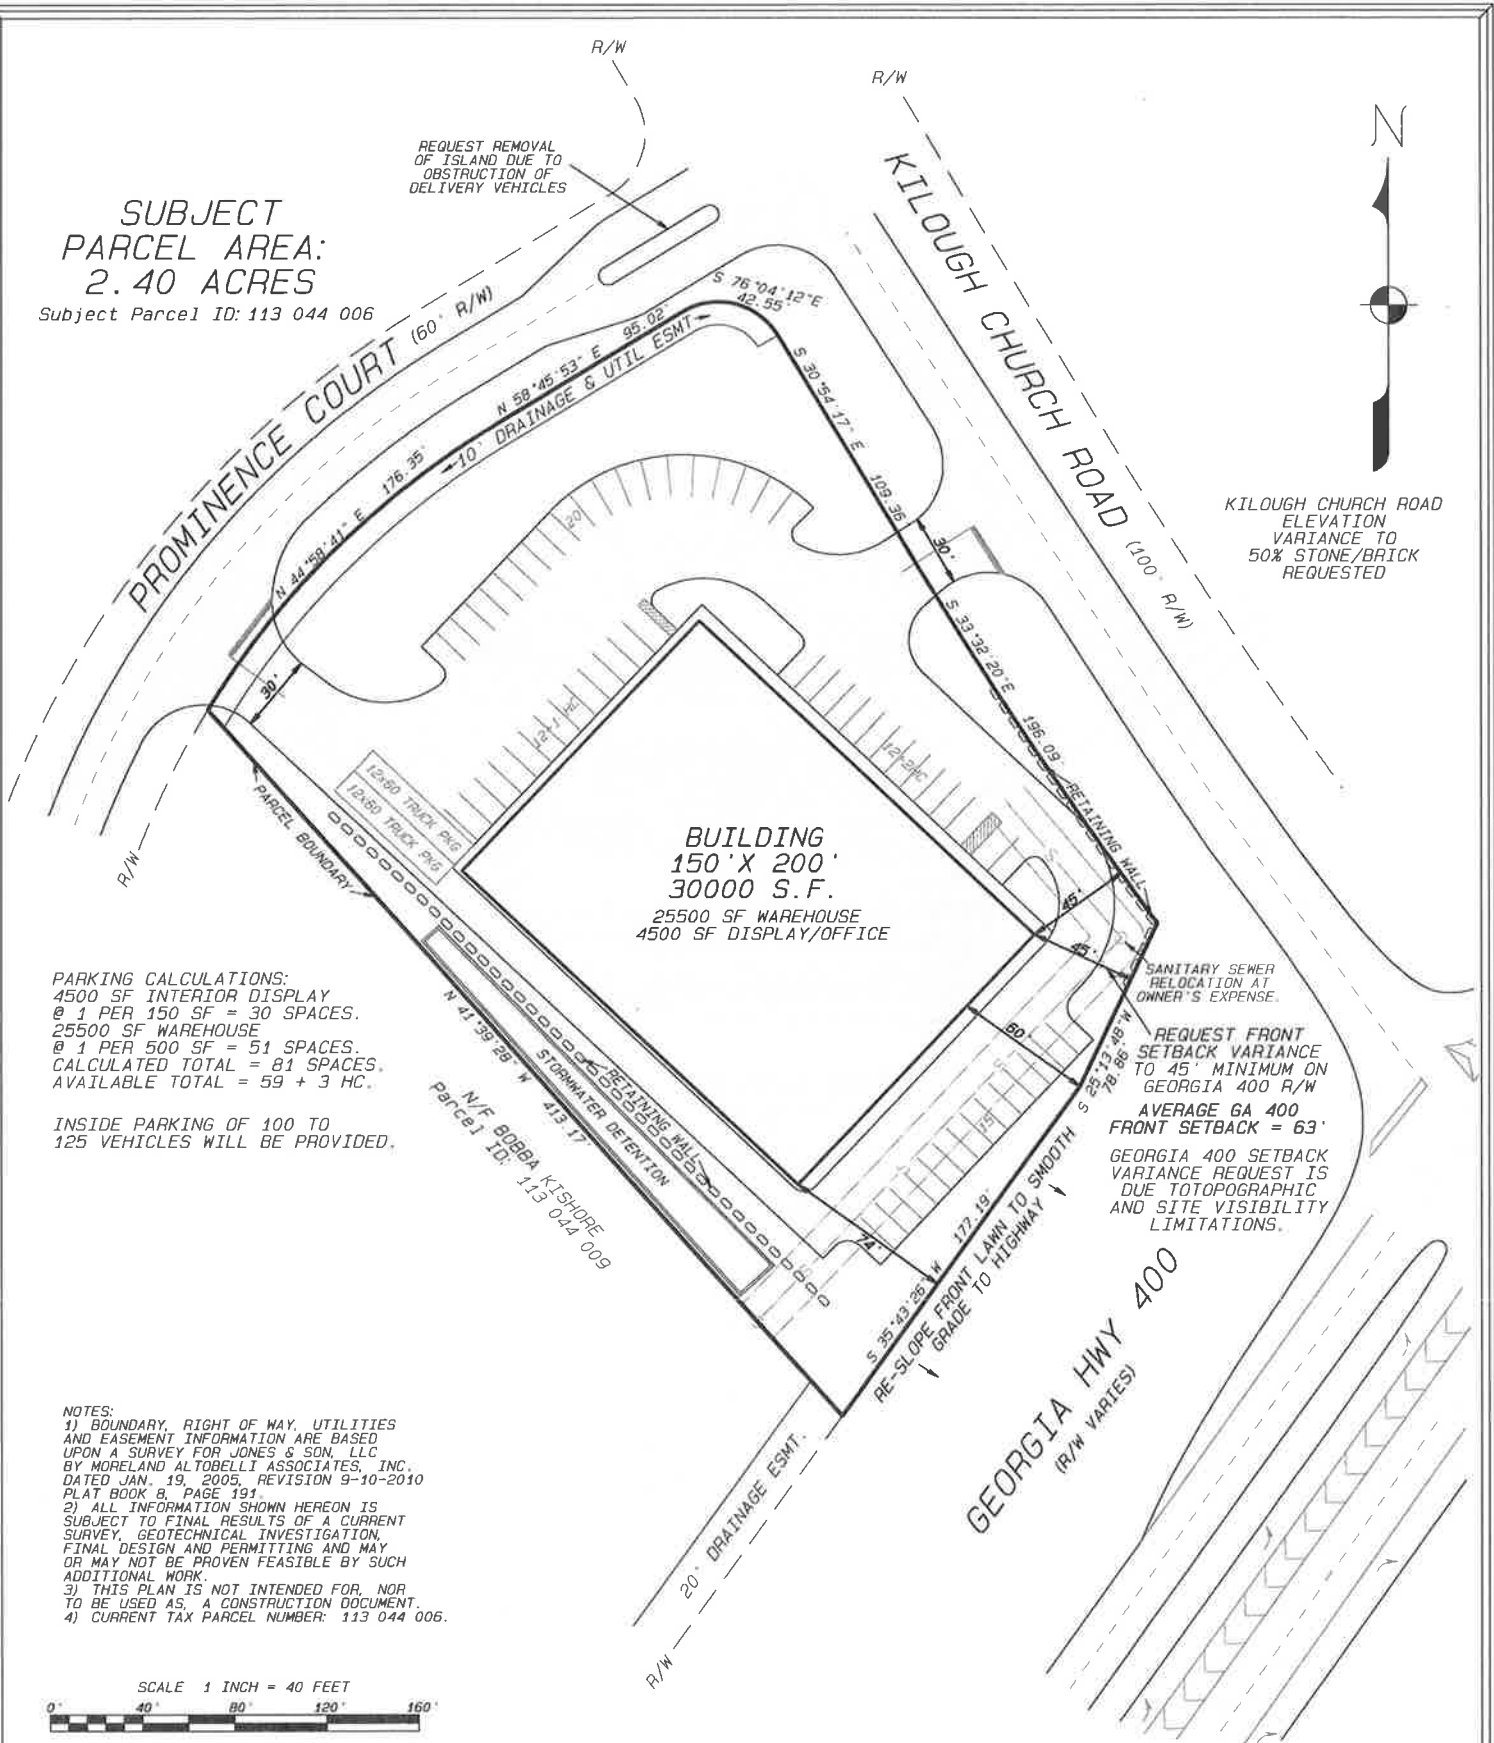 R/W
R/W
N
REQUEST REMOVAL
OF ISLAND DUE TO
OBSTRUCTION OF
DELIVERY VEHICLES
SUBJECT
PARCEL AREA:
2.40 ACRES
Subject Parcel ID: 113 044 006
PROMINENCE COURT (60' R/W)
KILOUGH CHURCH ROAD (100' R/W)
S 76°04'12"E
42.55'
N 58°45'53" E 95.02'
10' DRAINAGE & UTIL ESMT
N 44°58'41" E 176.35'
S 30°54'17" E 109.36
KILOUGH CHURCH ROAD
ELEVATION
VARIANCE TO
50% STONE/BRICK
REQUESTED
20
30'
S 33°32'20"E 196.09'
30'
12+1 HC
12+2HC
12x60 TRUCK PKG
12x60 TRUCK PKG
PARCEL BOUNDARY
R/W
RETAINING WALL
BUILDING
150'X 200'
30000 S.F.
25500 SF WAREHOUSE
4500 SF DISPLAY/OFFICE
S
45'
45'
S
SANITARY SEWER
RELOCATION AT
OWNER'S EXPENSE.
PARKING CALCULATIONS:
4500 SF INTERIOR DISPLAY
@ 1 PER 150 SF = 30 SPACES.
25500 SF WAREHOUSE
@ 1 PER 500 SF = 51 SPACES.
CALCULATED TOTAL = 81 SPACES.
AVAILABLE TOTAL = 59 + 3 HC.
INSIDE PARKING OF 100 TO
125 VEHICLES WILL BE PROVIDED.
60'
S
15
S 25°13'48"W
78.86'
REQUEST FRONT
SETBACK VARIANCE
TO 45' MINIMUM ON
GEORGIA 400 R/W
AVERAGE GA 400
FRONT SETBACK = 63'
GEORGIA 400 SETBACK
VARIANCE REQUEST IS
DUE TOTOPOGRAPHIC
AND SITE VISIBILITY
LIMITATIONS.
N 41°39'28" W 413.17'
STORMWATER DETENTION
RETAINING WALL
N/F BOBBA KISHORE
Parcel ID:
113 044 009
74'
S
S 35°43'26" W 177.19'
RE-SLOPE FRONT LAWN TO SMOOTH
GRADE TO HIGHWAY
GEORGIA HWY 400
(R/W VARIES)
20' DRAINAGE ESMT.
R/W
NOTES:
1) BOUNDARY, RIGHT OF WAY, UTILITIES
AND EASEMENT INFORMATION ARE BASED
UPON A SURVEY FOR JONES & SON, LLC
BY MORELAND ALTOBELLI ASSOCIATES, INC.
DATED JAN. 19, 2005, REVISION 9-10-2010
PLAT BOOK 8, PAGE 191.
2) ALL INFORMATION SHOWN HEREON IS
SUBJECT TO FINAL RESULTS OF A CURRENT
SURVEY, GEOTECHNICAL INVESTIGATION,
FINAL DESIGN AND PERMITTING AND MAY
OR MAY NOT BE PROVEN FEASIBLE BY SUCH
ADDITIONAL WORK.
3) THIS PLAN IS NOT INTENDED FOR, NOR
TO BE USED AS, A CONSTRUCTION DOCUMENT.
4) CURRENT TAX PARCEL NUMBER: 113 044 006.
SCALE 1 INCH = 40 FEET
0' 40' 80' 120' 160'